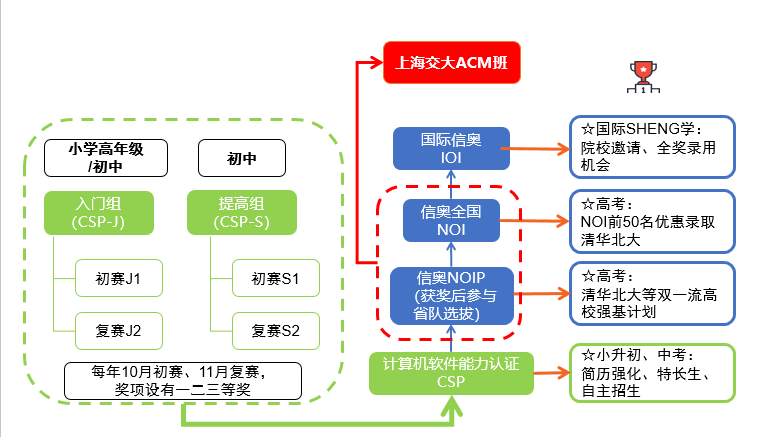 上海交大ACM班
1
小学高年级
/初中
初中
入门组
(CSP-J)
提高组
(CSP-S)
初赛J1
初赛S1
复赛J2
复赛S2
每年10月初赛、11月复赛，
奖项设有一二三等奖
国际信奥
IOI
☆国际SHENG学：
院校邀请、全奖录用
机会
信奥全国
NOI
☆高考：
NOI前50名优惠录取
清华北大
信奥NOIP
(获奖后参与
省队选拔)
☆高考：
清华北大等双一流高
校强基计划
计算机软件能力认证
CSP
☆小升初、中考：
简历强化、特长生、
自主招生